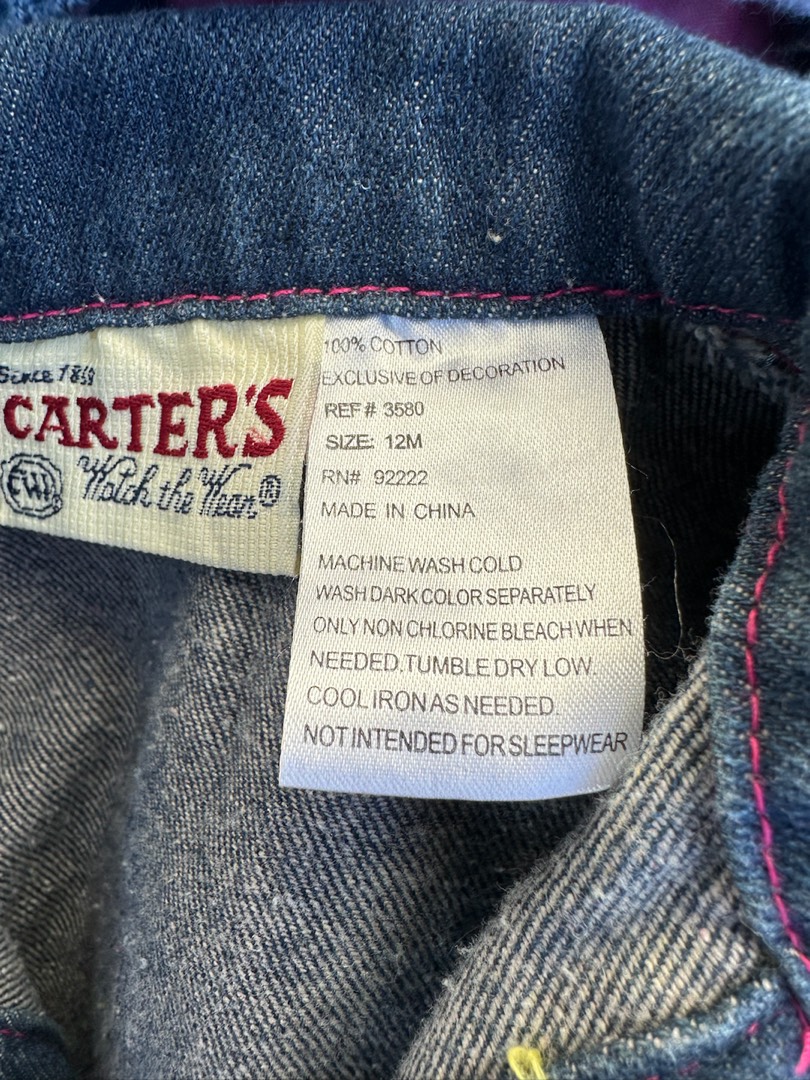 Since 1859
CARTER'S
Watch the Wear®
100% COTTON
EXCLUSIVE OF DECORATION
REF# 3580
SIZE: 12M
RN# 92222
MADE IN CHINA
MACHINE WASH COLD
WASH DARK COLOR SEPARATELY
ONLY NON CHLORINE BLEACH WHEN
NEEDED.TUMBLE DRY LOW.
COOL IRON AS NEEDED.
NOT INTENDED FOR SLEEPWEAR